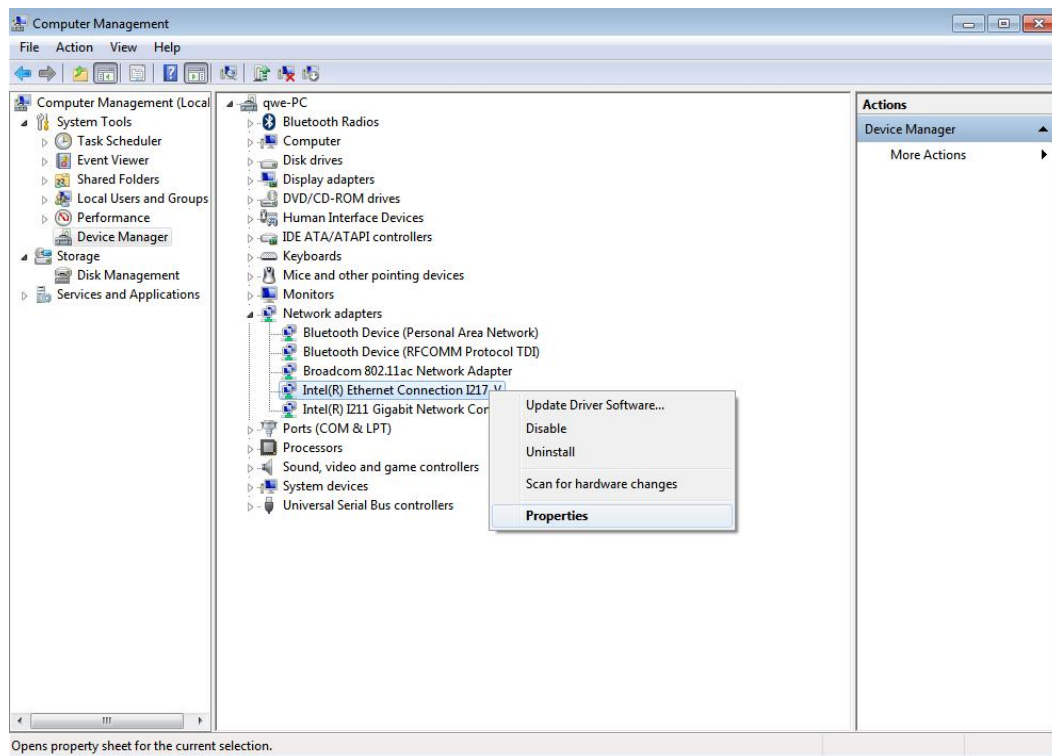 Computer Management
File Action View Help
Computer Management (Local
System Tools
Task Scheduler
Event Viewer
Shared Folders
Local Users and Groups
Performance
Device Manager
Storage
Disk Management
Services and Applications
qwe-PC
Bluetooth Radios
Computer
Disk drives
Display adapters
DVD/CD-ROM drives
Human Interface Devices
IDE ATA/ATAPI controllers
Keyboards
Mice and other pointing devices
Monitors
Network adapters
Bluetooth Device (Personal Area Network)
Bluetooth Device (RFCOMM Protocol TDI)
Broadcom 802.11ac Network Adapter
Intel(R) Ethernet Connection I217-V
Intel(R) I211 Gigabit Network Con
Ports (COM & LPT)
Processors
Sound, video and game controllers
System devices
Universal Serial Bus controllers
Update Driver Software...
Disable
Uninstall
Scan for hardware changes
Properties
Actions
Device Manager
More Actions
Opens property sheet for the current selection.